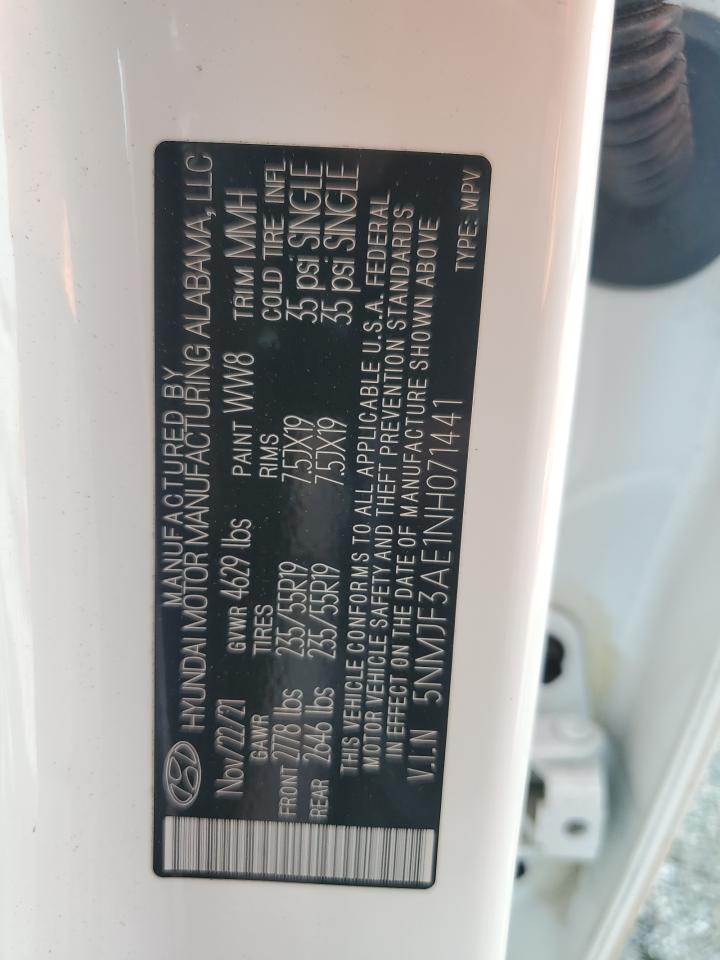 MANUFACTURED BY
HYUNDAI MOTOR MANUFACTURING ALABAMA, LLC
Nov/22/21 GVWR 4629 lbs PAINT WW8 TRIM MMH
GAWR TIRES RIMS COLD TIRE INFL
FRONT 2778 lbs 235/55R19 7.5JX19 35 psi SINGLE
REAR 2646 lbs 235/55R19 7.5JX19 35 psi SINGLE
THIS VEHICLE CONFORMS TO ALL APPLICABLE U.S.A. FEDERAL
MOTOR VEHICLE SAFETY AND THEFT PREVENTION STANDARDS
IN EFFECT ON THE DATE OF MANUFACTURE SHOWN ABOVE
V.I.N 5NMJF3AE1NH071441
TYPE: MPV